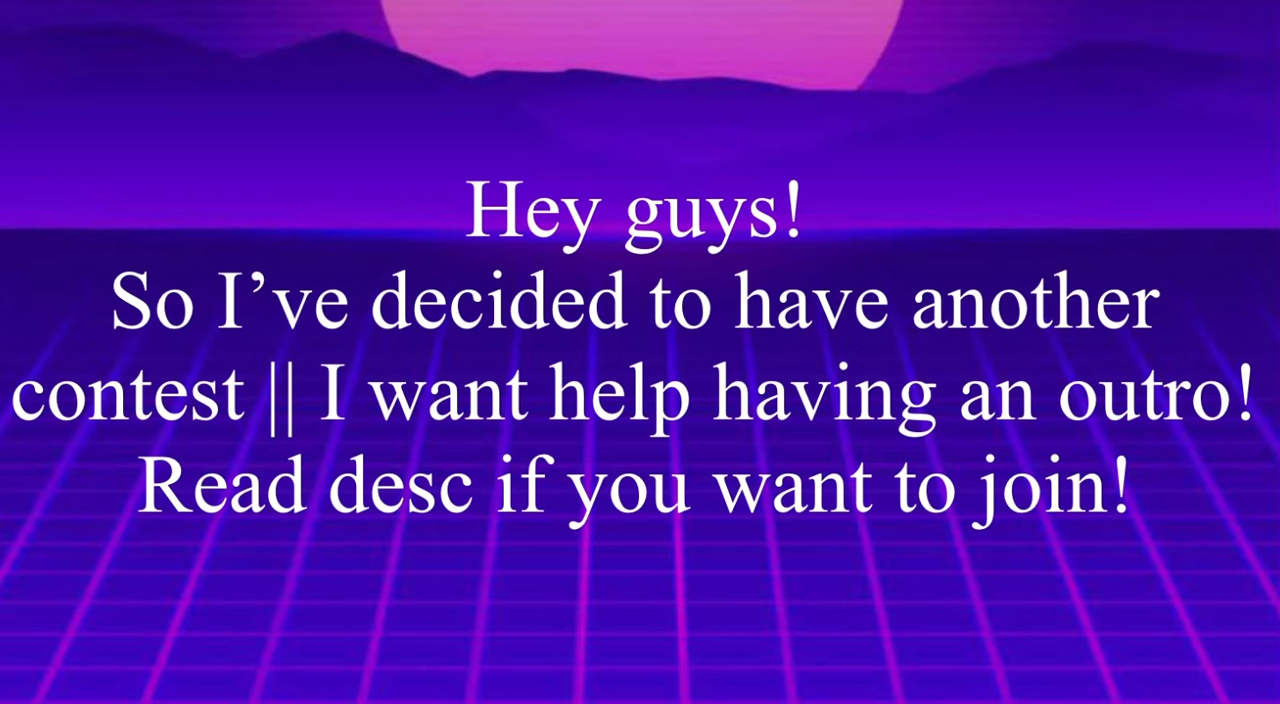 Hey guys!
So I’ve decided to have another
contest || I want help having an outro!
Read desc if you want to join!